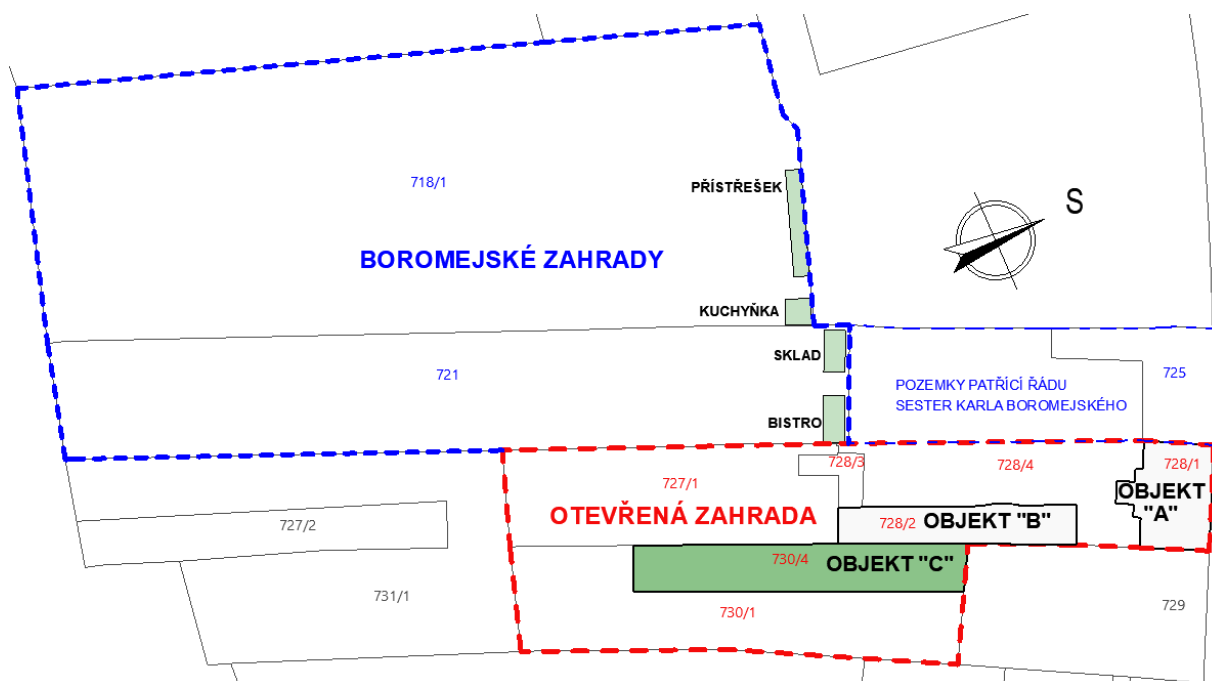 718/1
PŘÍSTŘEŠEK
S
BOROMEJSKÉ ZAHRADY
KUCHYŇKA
SKLAD
721
POZEMKY PATŘÍCÍ ŘÁDU
SESTER KARLA BOROMEJSKÉHO
725
BISTRO
728/3
728/4
728/1
727/1
OBJEKT
"A"
OTEVŘENÁ ZAHRADA
728/2
OBJEKT "B"
727/2
730/4
OBJEKT "C"
731/1
730/1
729